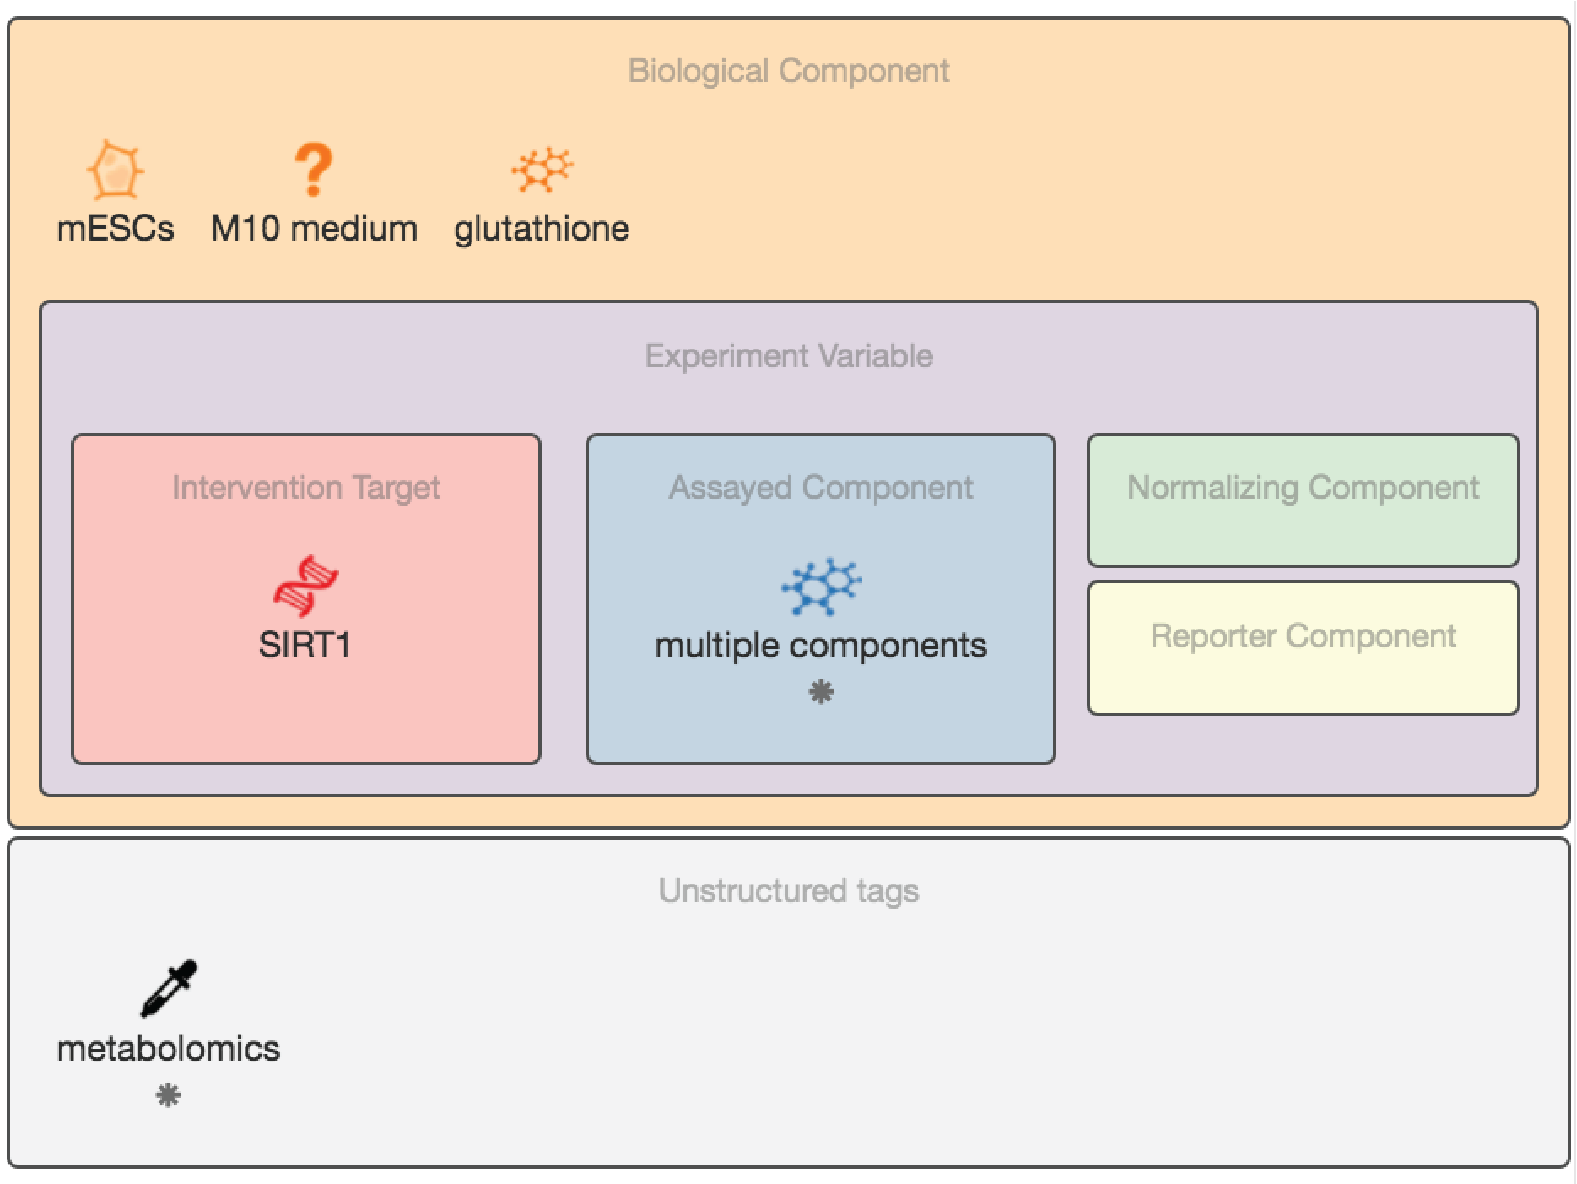 Biological Component
?
mESCs M10 medium glutathione
Experiment Variable
Intervention Target Assayed Component Normalizing Component
SIRT1 multiple components Reporter Component
Unstructured tags
metabolomics